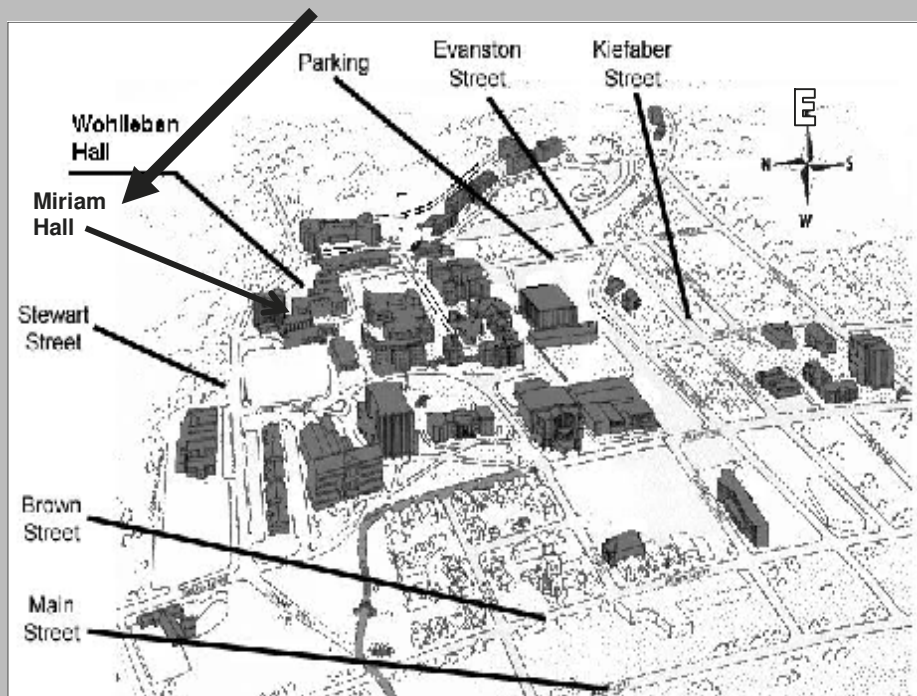 Parking
Evanston
Street
Kiefaber
Street
Wohlleben
Hall
Miriam
Hall
E
N
S
W
Stewart
Street
Brown
Street
Main
Street